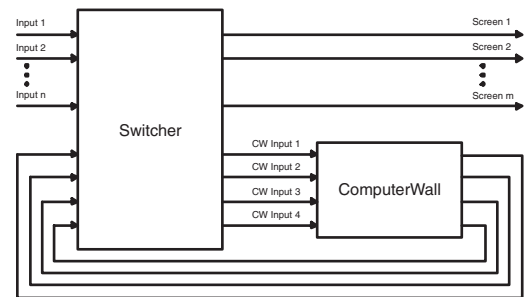 Input 1
Screen 1
Input 2
Screen 2
Input n
Screen m
Switcher
CW Input 1
CW Input 2
CW Input 3
CW Input 4
ComputerWall